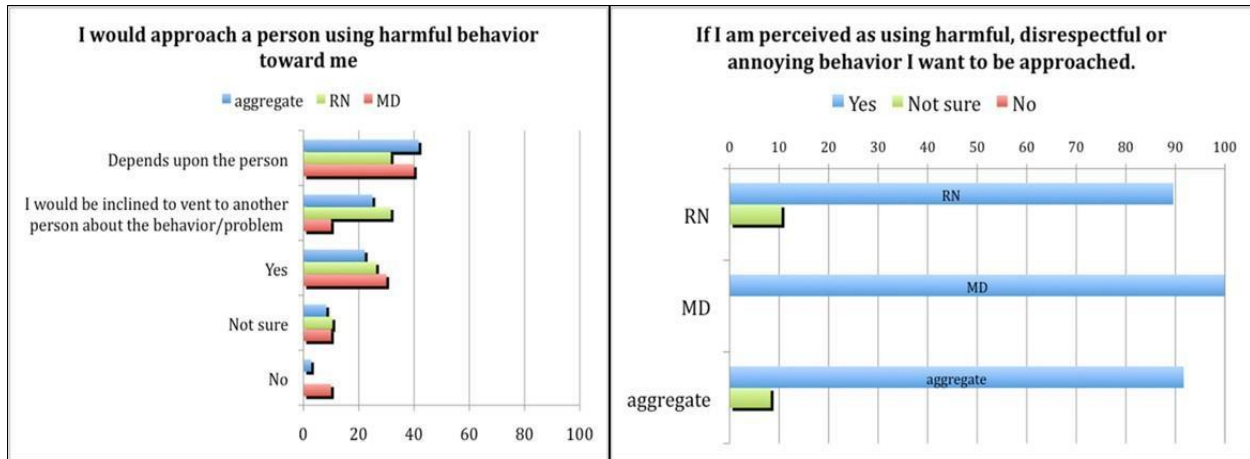 I would approach a person using harmful behavior
toward me
aggregate RN MD
Depends upon the person
I would be inclined to vent to another
person about the behavior/problem
Yes
Not sure
No
0 20 40 60 80 100
If I am perceived as using harmful, disrespectful or
annoying behavior I want to be approached.
Yes Not sure No
0 10 20 30 40 50 60 70 80 90 100
RN
RN
MD
MD
aggregate
aggregate